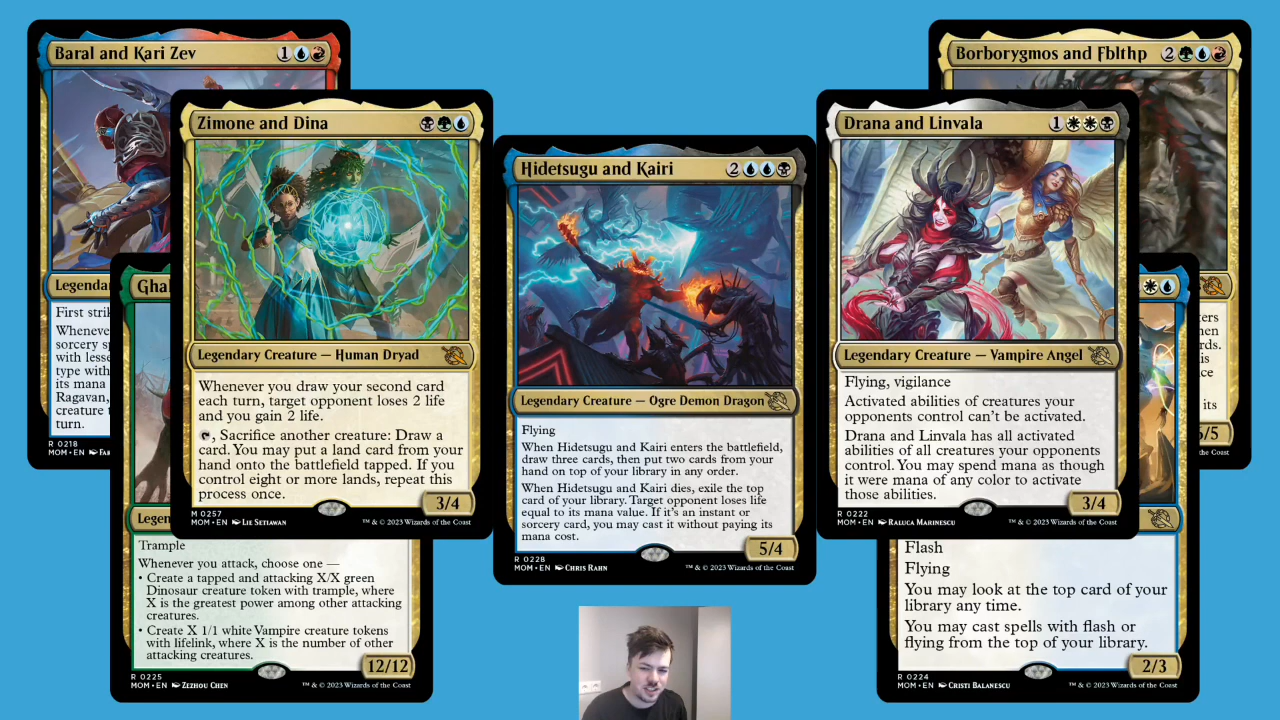 Baral and Kari Zev 1
First strik
Whenever
sorcery sp
with lesse
type with
its mana
Ragavan,
creature t
turn.
R 0218
MOM • EN
Legendary
Zimone and Dina
Legendary Creature — Human Dryad
Whenever you draw your second card
each turn, target opponent loses 2 life
and you gain 2 life.
, Sacrifice another creature: Draw a
card. You may put a land card from your
hand onto the battlefield tapped. If you
control eight or more lands, repeat this
process once.
3/4
M 0257
MOM • EN LIE SETIAWAN
™ & © 2023 Wizards of the Coast
Ghal
Legen
Trample
Whenever you attack, choose one —
• Create a tapped and attacking X/X green
Dinosaur creature token with trample, where
X is the greatest power among other attacking
creatures.
• Create X 1/1 white Vampire creature tokens
with lifelink, where X is the number of other
attacking creatures.
12/12
R 0225
MOM • EN ZEZHOU CHEN
™ & © 2023 Wizards of the Coast
Hidetsugu and Kairi 2
Legendary Creature — Ogre Demon Dragon
Flying
When Hidetsugu and Kairi enters the battlefield,
draw three cards, then put two cards from your
hand on top of your library in any order.
When Hidetsugu and Kairi dies, exile the top
card of your library. Target opponent loses life
equal to its mana value. If it's an instant or
sorcery card, you may cast it without paying its
mana cost.
5/4
R 0228
MOM • EN CHRIS RAHN
™ & © 2023 Wizards of the Coast
Drana and Linvala 1
Legendary Creature — Vampire Angel
Flying, vigilance
Activated abilities of creatures your
opponents control can't be activated.
Drana and Linvala has all activated
abilities of all creatures your opponents
control. You may spend mana as though
it were mana of any color to activate
those abilities.
3/4
R 0222
MOM • EN RALUCA MARINESCU
™ & © 2023 Wizards of the Coast
Borborygmos and Fblthp 2
its
/5
the Coast
Flash
Flying
You may look at the top card of your
library any time.
You may cast spells with flash or
flying from the top of your library.
2/3
R 0224
MOM • EN CRISTI BALANESCU
™ & © 2023 Wizards of the Coast